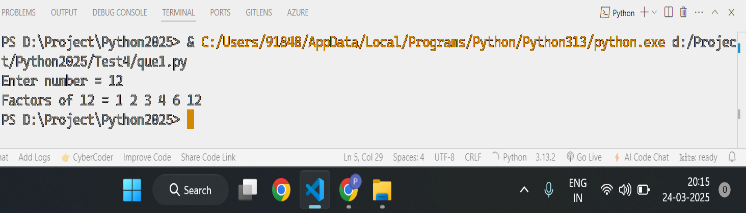 PROBLEMS OUTPUT DEBUG CONSOLE TERMINAL PORTS GITLENS AZURE Python
PS D:\Project\Python2025> & C:/Users/91848/AppData/Local/Programs/Python/Python313/python.exe d:/Projec
t/Python2025/Test4/que1.py
Enter number = 12
Factors of 12 = 1 2 3 4 6 12
PS D:\Project\Python2025>
hat Add Logs CyberCoder Improve Code Share Code Link Ln 5, Col 29 Spaces: 4 UTF-8 CRLF Python 3.13.2 Go Live AI Code Chat kite: ready
Search P ENG 20:15
IN 24-03-2025